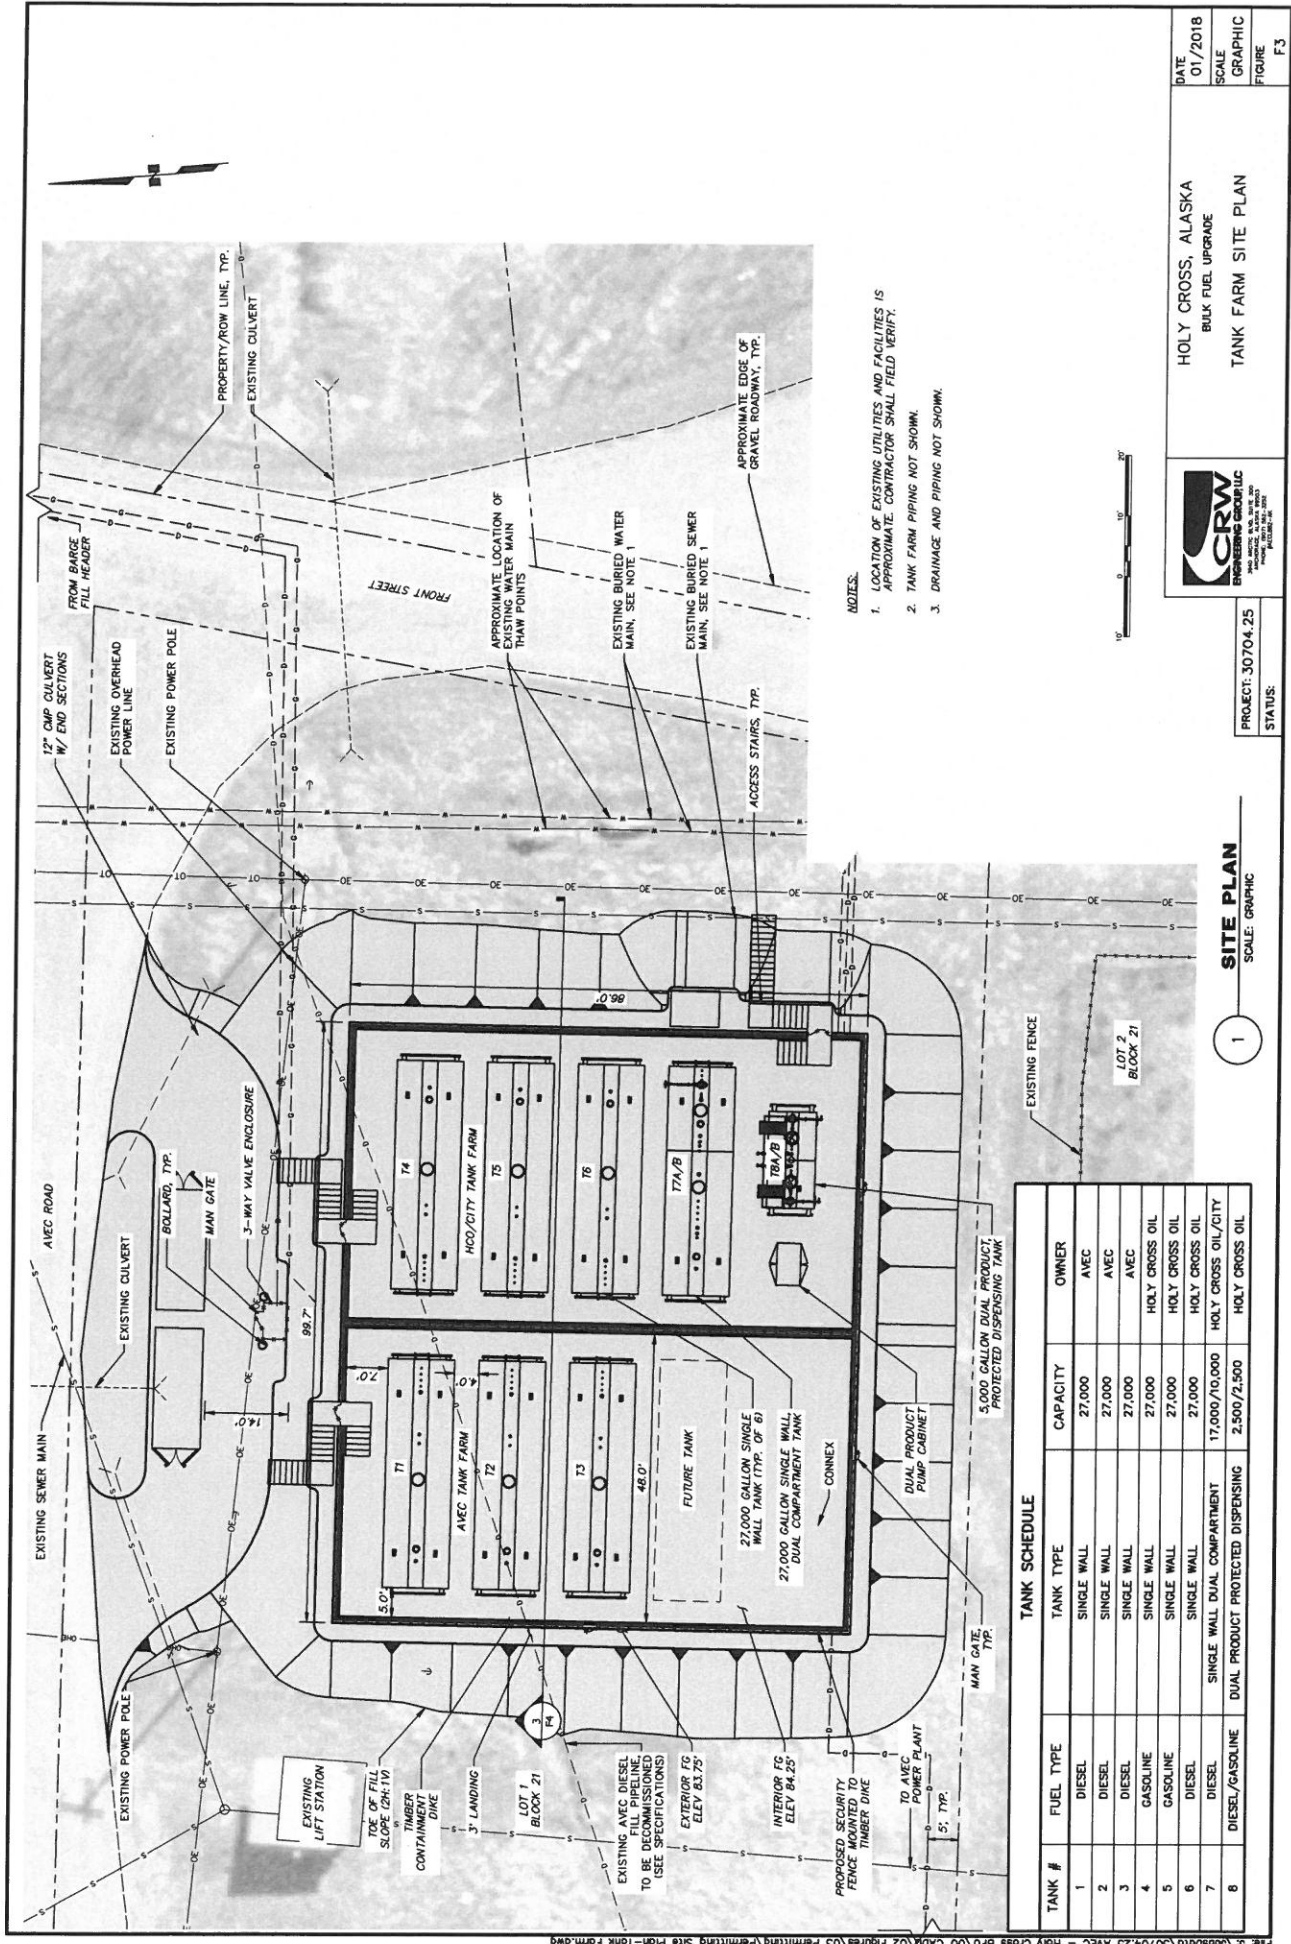 EXISTING SEWER MAIN
AVEC ROAD
EXISTING CULVERT
BOLLARD, TYP.
MAN GATE
3-WAY VALVE ENCLOSURE
12" CMP CULVERT
W/ END SECTIONS
EXISTING OVERHEAD
POWER LINE
EXISTING POWER POLE
FROM BARGE
FILL HEADER
PROPERTY/ROW LINE, TYP.
EXISTING CULVERT
FRONT STREET
EXISTING POWER POLE
EXISTING
LIFT STATION
TOE OF FILL
SLOPE (2H:1V)
TIMBER
CONTAINMENT
DIKE
3' LANDING
LOT 1
BLOCK 21
EXISTING AVEC DIESEL
FILL PIPELINE,
TO BE DECOMMISSIONED
(SEE SPECIFICATIONS)
EXTERIOR FG
ELEV 83.75'
INTERIOR FG
ELEV 84.25'
PROPOSED SECURITY
FENCE MOUNTED TO
TIMBER DIKE
TO AVEC
POWER PLANT
5', TYP.
3
F4
14.0'
99.7'
7.0'
4.0'
5.0'
48.0'
86.0'
T1
AVEC TANK FARM
T2
T3
FUTURE TANK
T4
HCO/CITY TANK FARM
T5
T6
T7A/B
T8A/B
27,000 GALLON SINGLE
WALL TANK (TYP. OF 6)
27,000 GALLON SINGLE WALL,
DUAL COMPARTMENT TANK
CONNEX
DUAL PRODUCT
PUMP CABINET
5,000 GALLON DUAL PRODUCT,
PROTECTED DISPENSING TANK
MAN GATE,
TYP.
APPROXIMATE LOCATION OF
EXISTING WATER MAIN
THAW POINTS
EXISTING BURIED WATER
MAIN, SEE NOTE 1
EXISTING BURIED SEWER
MAIN, SEE NOTE 1
ACCESS STAIRS, TYP.
APPROXIMATE EDGE OF
GRAVEL ROADWAY, TYP.
EXISTING FENCE
LOT 2
BLOCK 21
N
NOTES:
1. LOCATION OF EXISTING UTILITIES AND FACILITIES IS
APPROXIMATE. CONTRACTOR SHALL FIELD VERIFY.
2. TANK FARM PIPING NOT SHOWN.
3. DRAINAGE AND PIPING NOT SHOWN.
10' 0 10' 20'
TANK SCHEDULE
TANK # FUEL TYPE TANK TYPE CAPACITY OWNER
1 DIESEL SINGLE WALL 27,000 AVEC
2 DIESEL SINGLE WALL 27,000 AVEC
3 DIESEL SINGLE WALL 27,000 AVEC
4 GASOLINE SINGLE WALL 27,000 HOLY CROSS OIL
5 GASOLINE SINGLE WALL 27,000 HOLY CROSS OIL
6 DIESEL SINGLE WALL 27,000 HOLY CROSS OIL
7 DIESEL SINGLE WALL DUAL COMPARTMENT 17,000/10,000 HOLY CROSS OIL/CITY
8 DIESEL/GASOLINE DUAL PRODUCT PROTECTED DISPENSING 2,500/2,500 HOLY CROSS OIL
1
SITE PLAN
SCALE: GRAPHIC
PROJECT: 30704.25
STATUS:
CRW
ENGINEERING GROUP, LLC
HOLY CROSS, ALASKA
BULK FUEL UPGRADE
TANK FARM SITE PLAN
DATE
01/2018
SCALE
GRAPHIC
FIGURE
F3